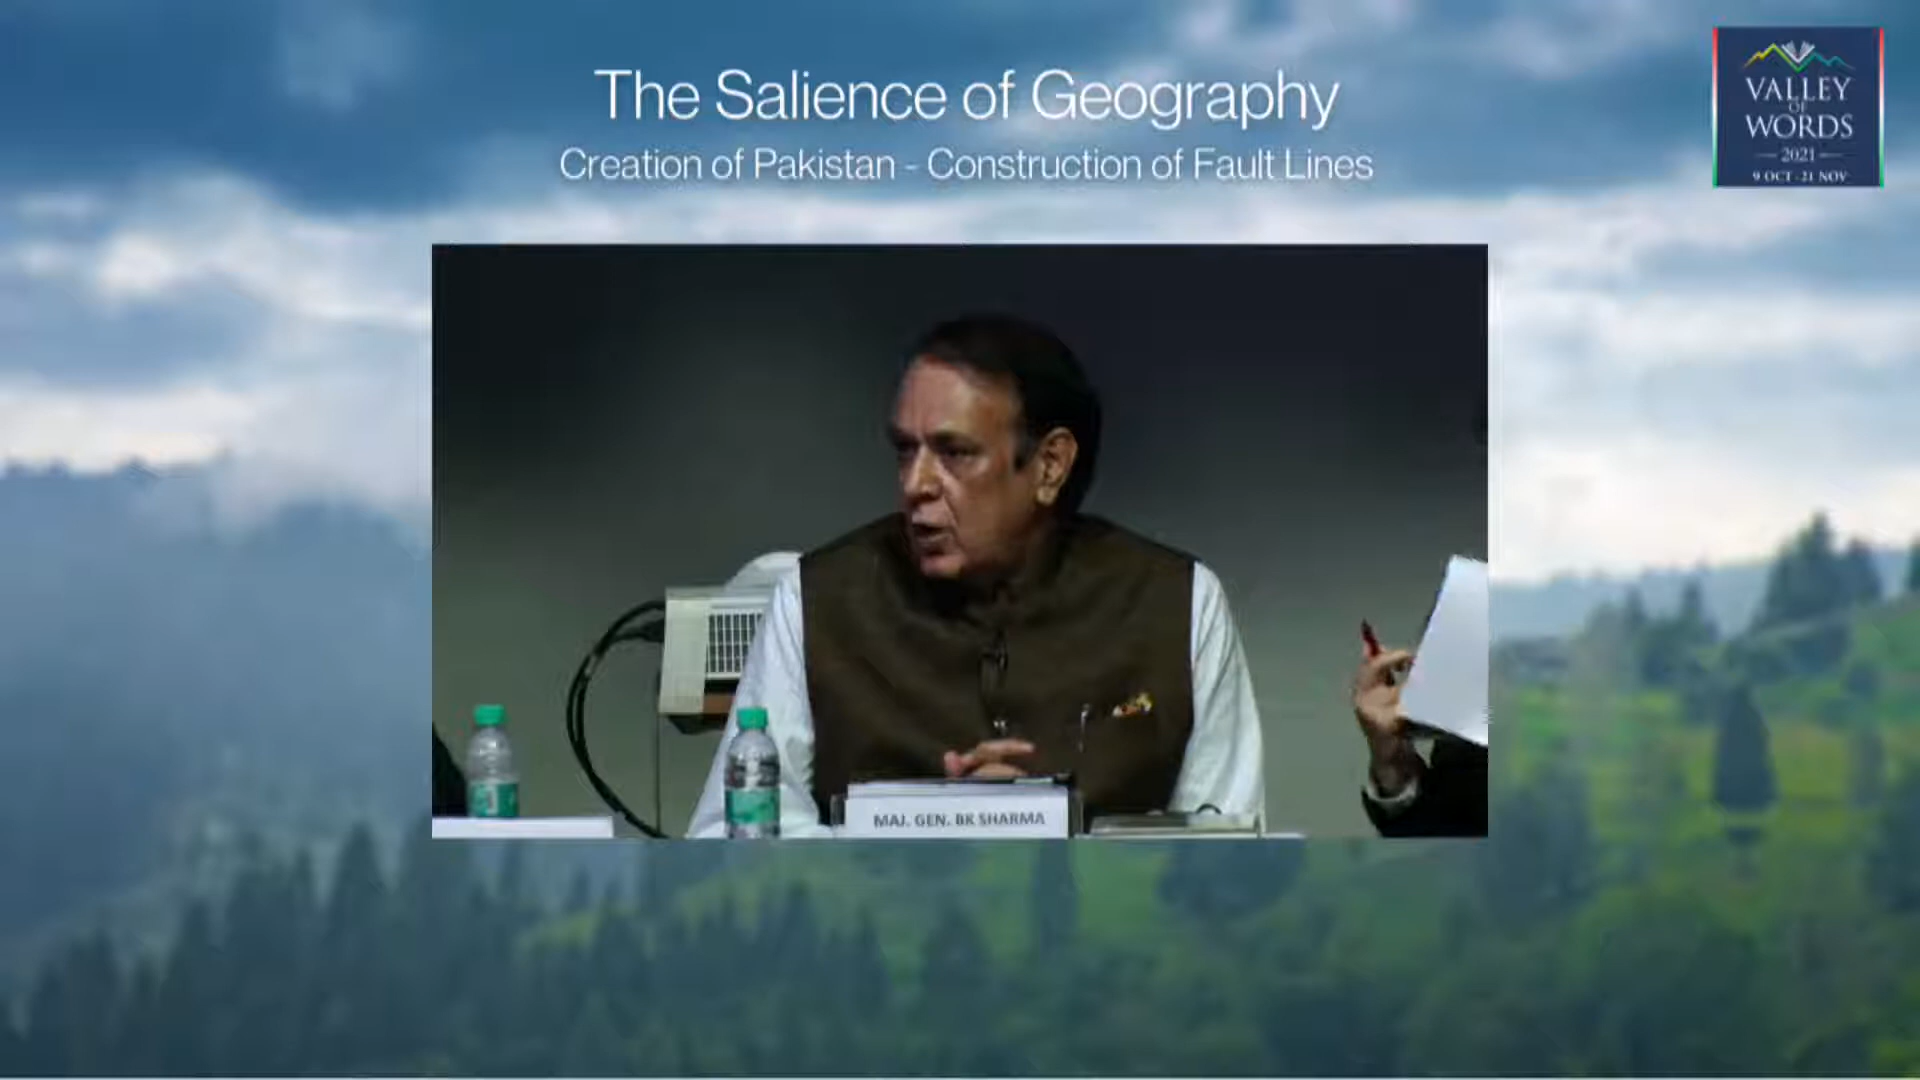 The Salience of Geography
Creation of Pakistan - Construction of Fault Lines
VALLEY
OF
WORDS
2021
9 OCT - 21 NOV
MAJ. GEN. BK SHARMA